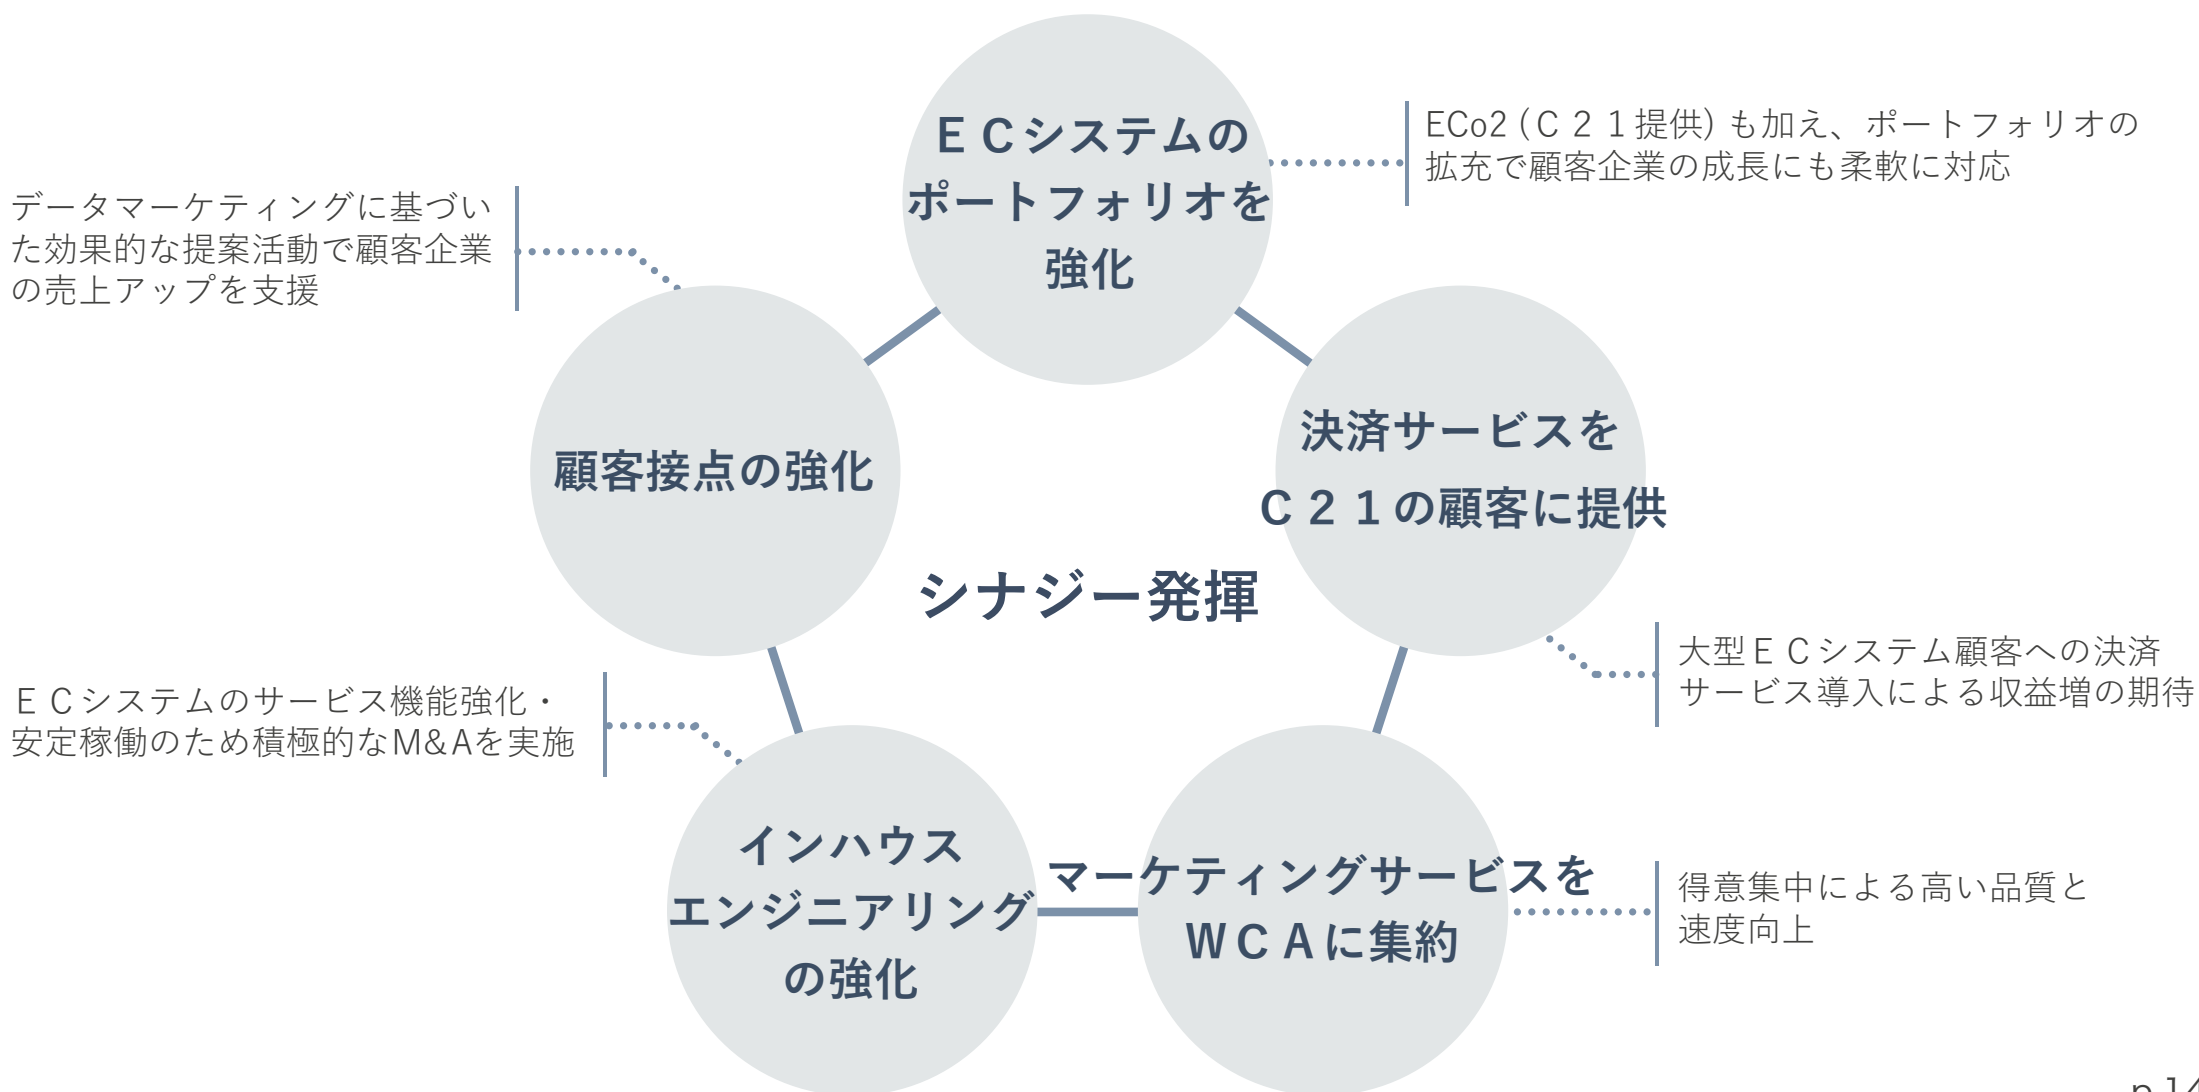 ＥＣシステムの
ポートフォリオを
強化
ECo2 (Ｃ２１提供) も加え、ポートフォリオの
拡充で顧客企業の成長にも柔軟に対応
データマーケティングに基づい
た効果的な提案活動で顧客企業
の売上アップを支援
顧客接点の強化
決済サービスを
Ｃ２１の顧客に提供
シナジー発揮
大型ＥＣシステム顧客への決済
サービス導入による収益増の期待
ＥＣシステムのサービス機能強化・
安定稼働のため積極的なM&Aを実施
インハウス
エンジニアリング
の強化
マーケティングサービスを
ＷＣＡに集約
得意集中による高い品質と
速度向上
p.14